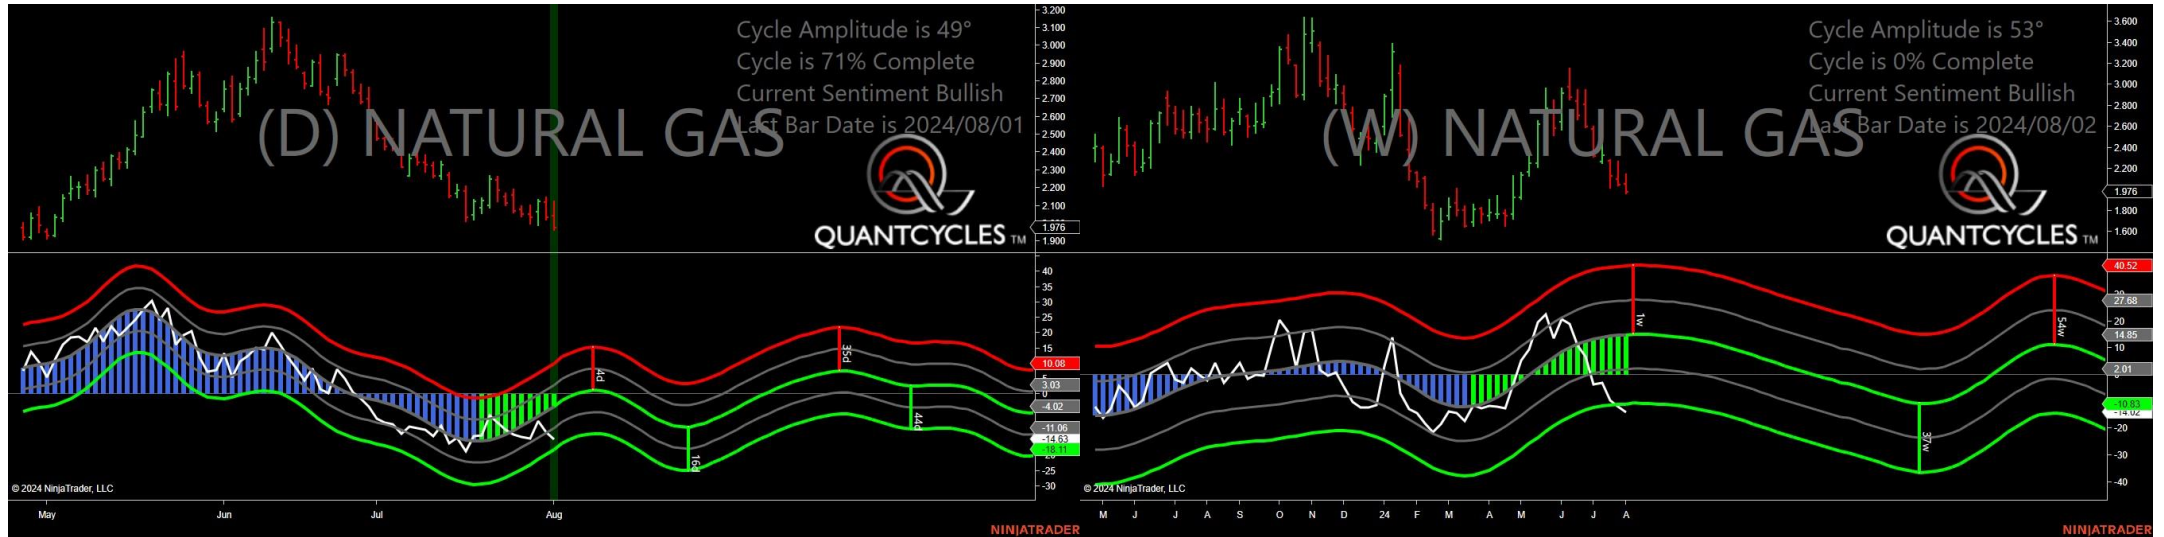 Cycle Amplitude is 49°
Cycle is 71% Complete
Current Sentiment Bullish
Last Bar Date is 2024/08/01
(D) NATURAL GAS
QUANTCYCLES TM
3.200
3.100
3.000
2.900
2.800
2.700
2.600
2.500
2.400
2.300
2.200
2.100
1.976
1.900
40
35
30
25
20
15
10.08
3.03
0
-4.02
-11.06
-14.63
-18.11
-25
-30
4d
16d
35d
44d
© 2024 NinjaTrader, LLC
May Jun Jul Aug
NINJATRADER
Cycle Amplitude is 53°
Cycle is 0% Complete
Current Sentiment Bullish
Last Bar Date is 2024/08/02
(W) NATURAL GAS
QUANTCYCLES TM
3.600
3.400
3.200
3.000
2.800
2.600
2.400
2.200
1.976
1.800
1.600
40.52
27.68
20
14.85
10
2.01
-10.83
-14.02
-20
-30
-40
1w
37w
54w
© 2024 NinjaTrader, LLC
M J J A S O N D 24 F M A M J J A
NINJATRADER